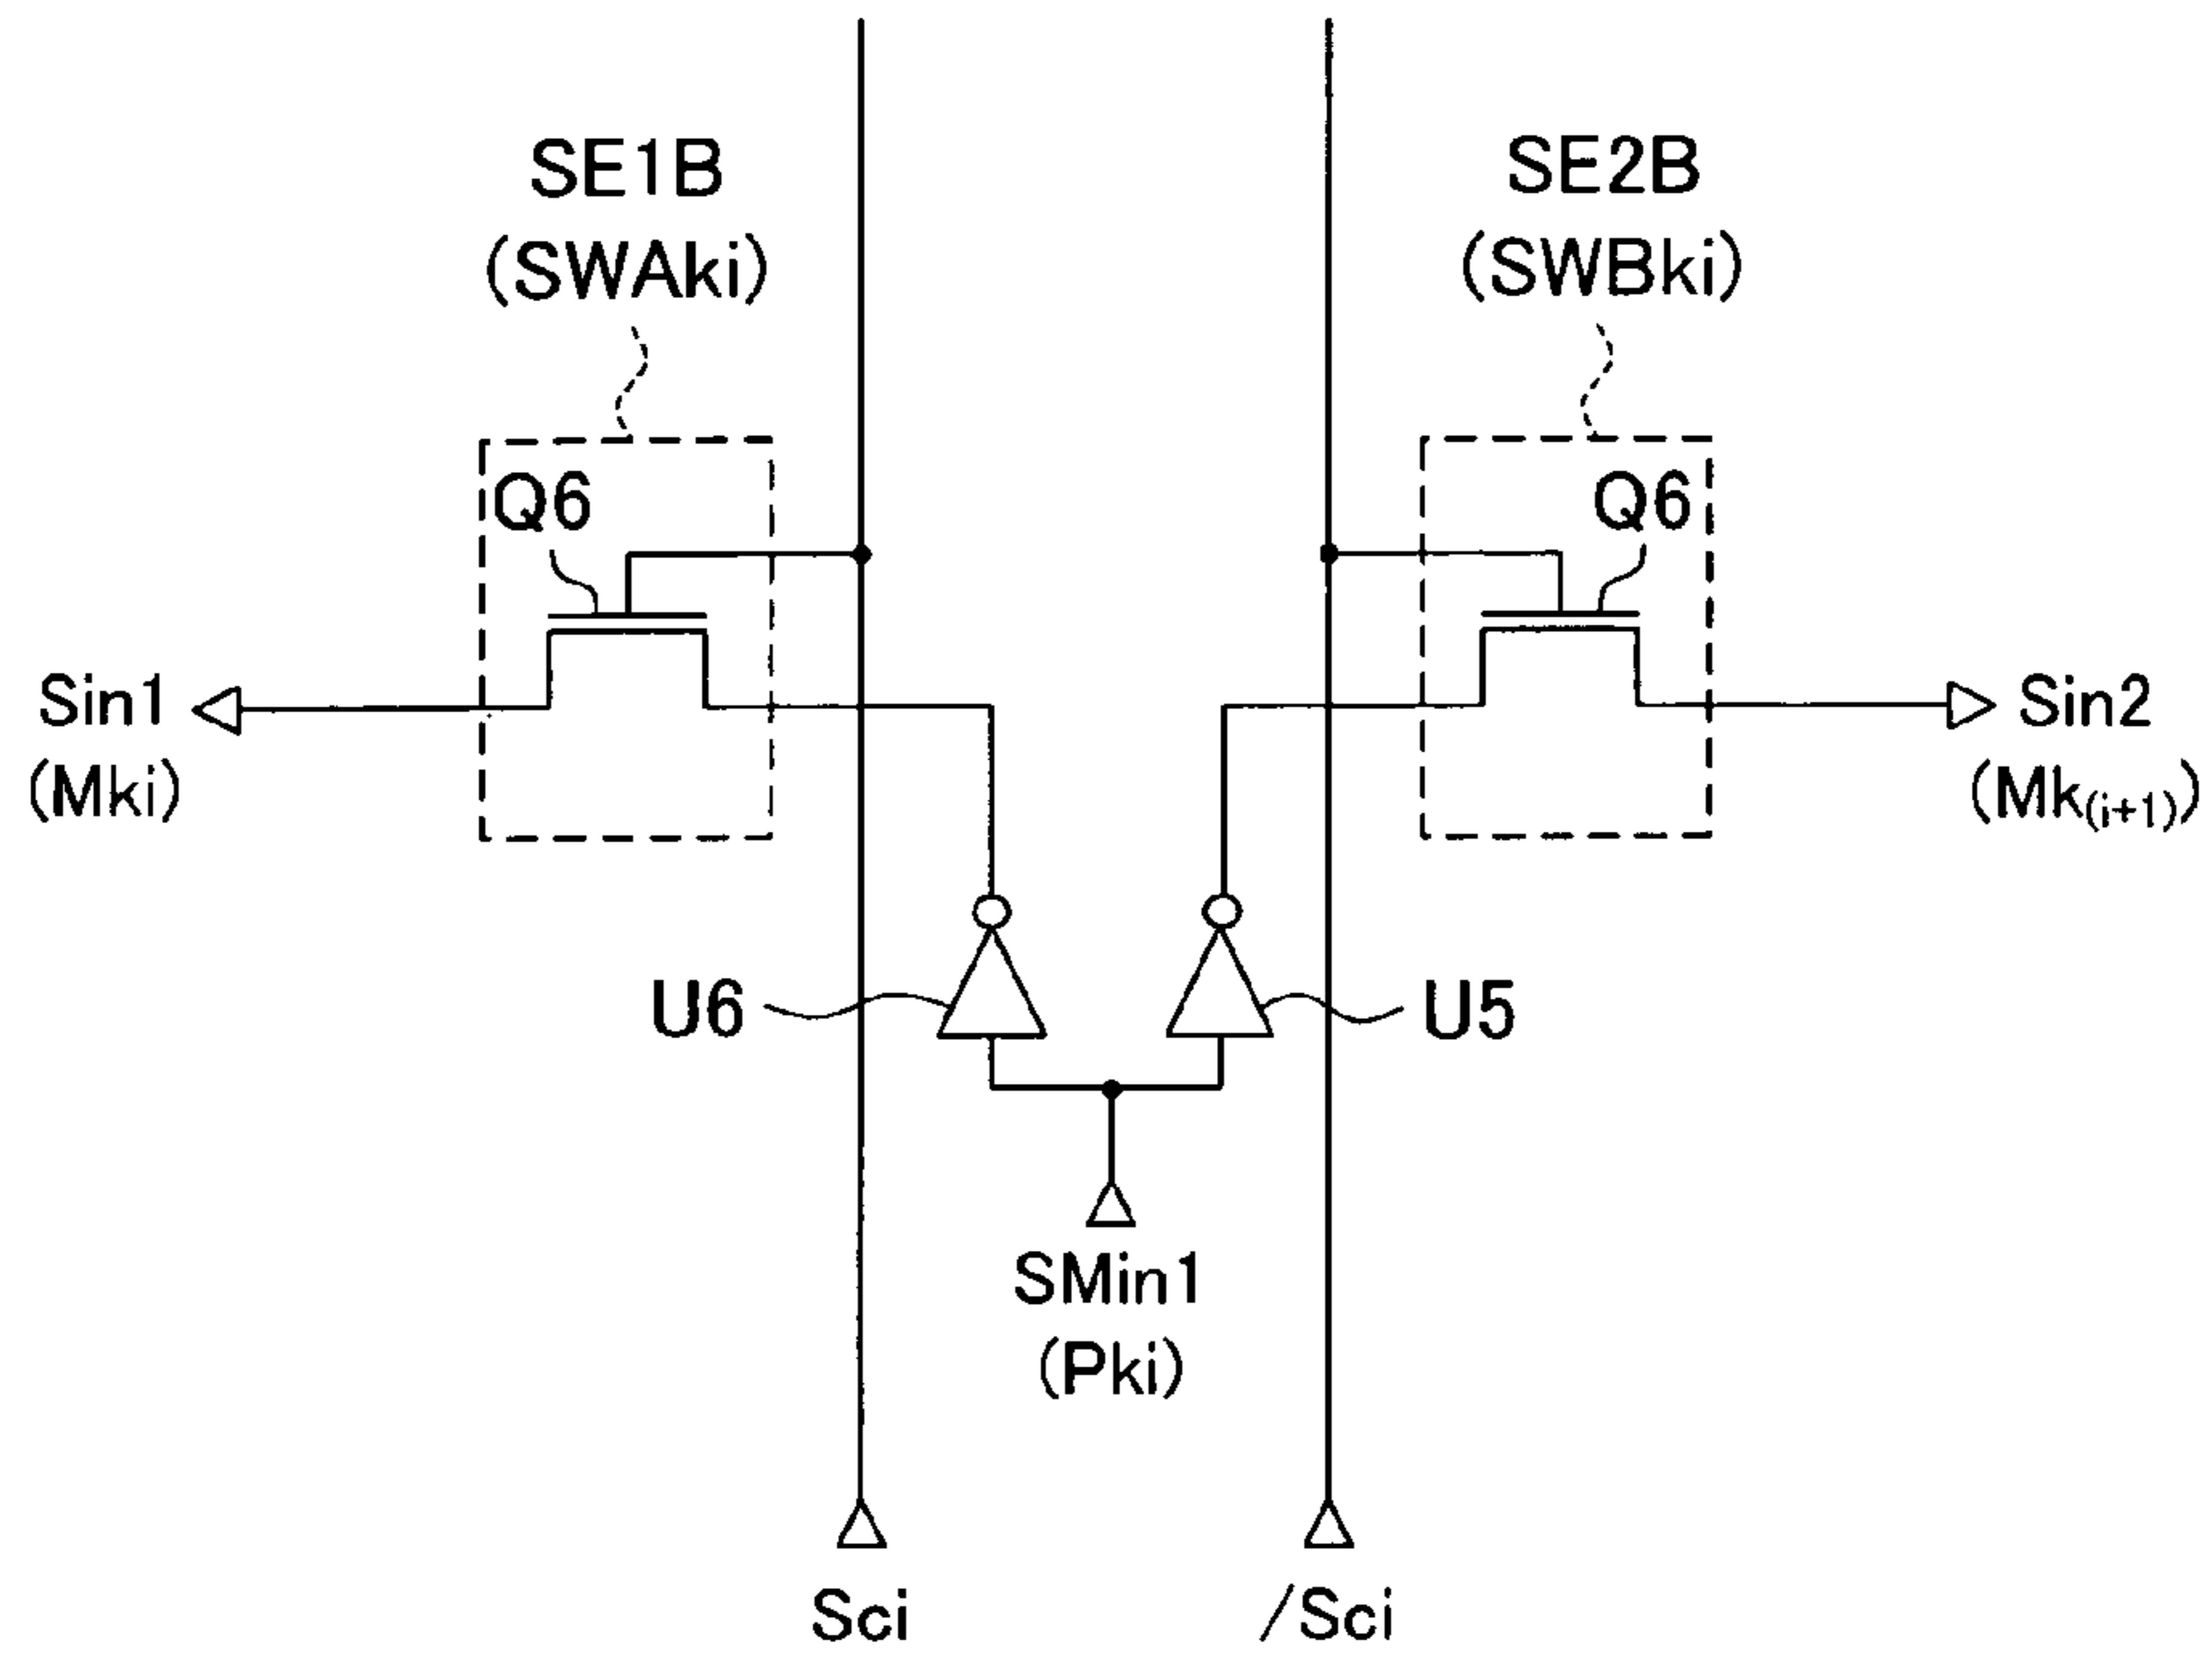 SE1B
(SWAki)
SE2B
(SWBki)
Q6
Q6
Sin1
(Mki)
Sin2
(Mk(i+1))
U6
U5
SMin1
(Pki)
Sci
/Sci